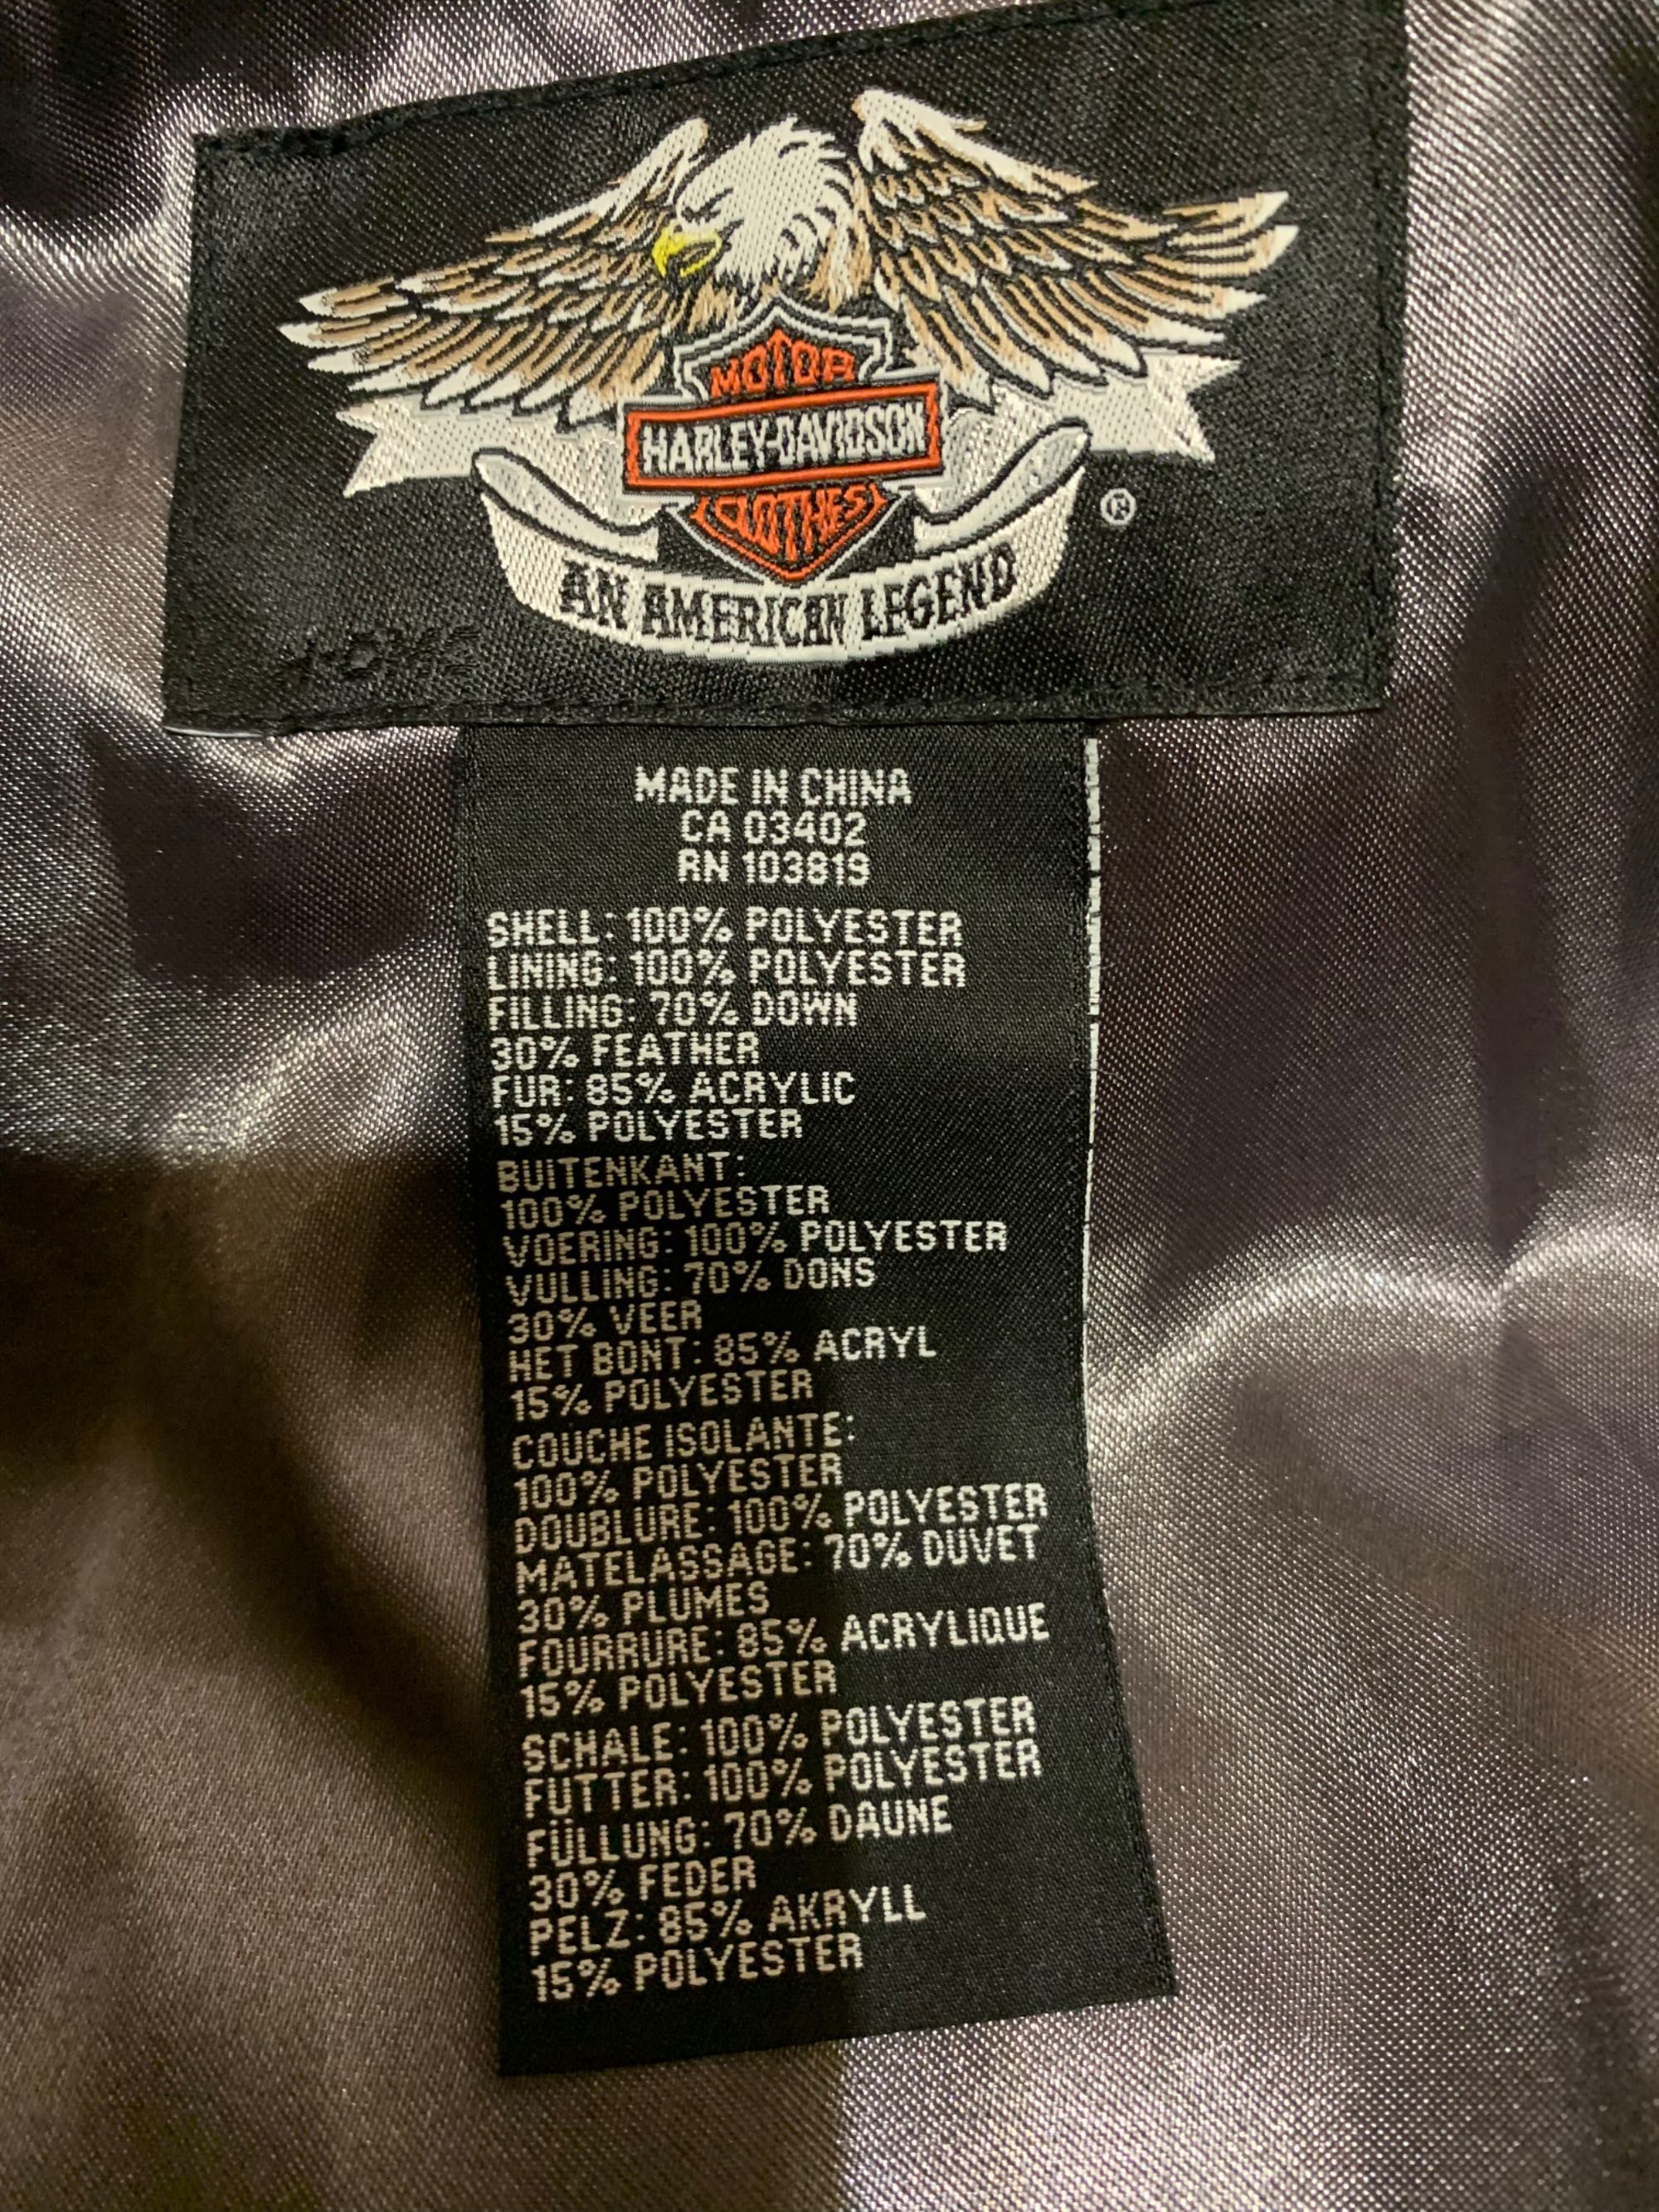 MOTOR
HARLEY-DAVIDSON
CLOTHES
®
AN AMERICAN LEGEND
MADE IN CHINA
CA 03402
RN 103819
SHELL: 100% POLYESTER
LINING: 100% POLYESTER
FILLING: 70% DOWN
30% FEATHER
FUR: 85% ACRYLIC
15% POLYESTER
BUITENKANT:
100% POLYESTER
VOERING: 100% POLYESTER
VULLING: 70% DONS
30% VEER
HET BONT: 85% ACRYL
15% POLYESTER
COUCHE ISOLANTE:
100% POLYESTER
DOUBLURE: 100% POLYESTER
MATELASSAGE: 70% DUVET
30% PLUMES
FOURRURE: 85% ACRYLIQUE
15% POLYESTER
SCHALE: 100% POLYESTER
FUTTER: 100% POLYESTER
FÜLLUNG: 70% DAUNE
30% FEDER
PELZ: 85% AKRYLL
15% POLYESTER